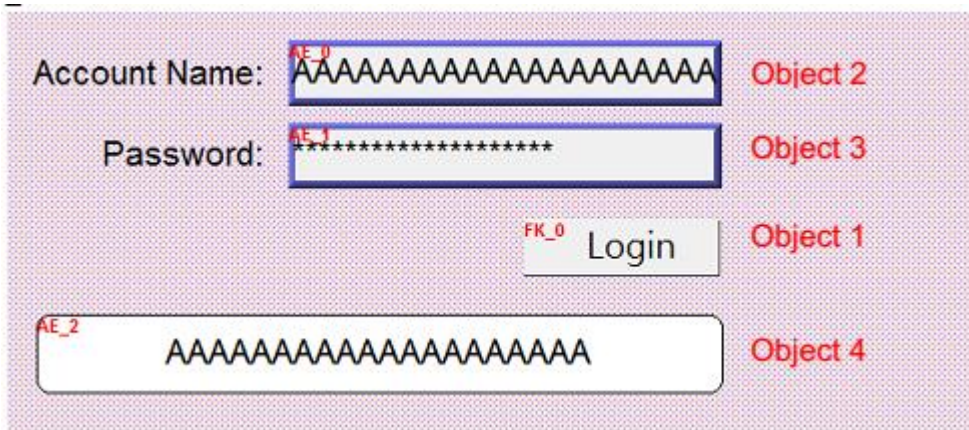 AE_0
Account Name: AAAAAAAAAAAAAAAAAAAA Object 2
AE_1
Password: ******************** Object 3
FK_0
Login Object 1
AE_2
AAAAAAAAAAAAAAAAAAAA Object 4